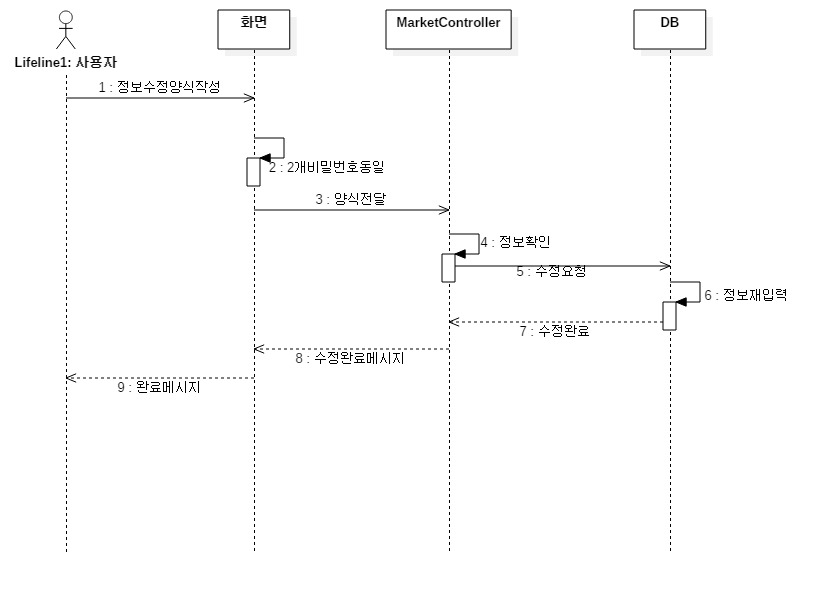 화면
MarketController
DB
Lifeline1: 사용자
1 : 정보수정양식작성
2 : 2개비밀번호동일
3 : 양식전달
4 : 정보확인
5 : 수정요청
6 : 정보재입력
7 : 수정완료
8 : 수정완료메시지
9 : 완료메시지